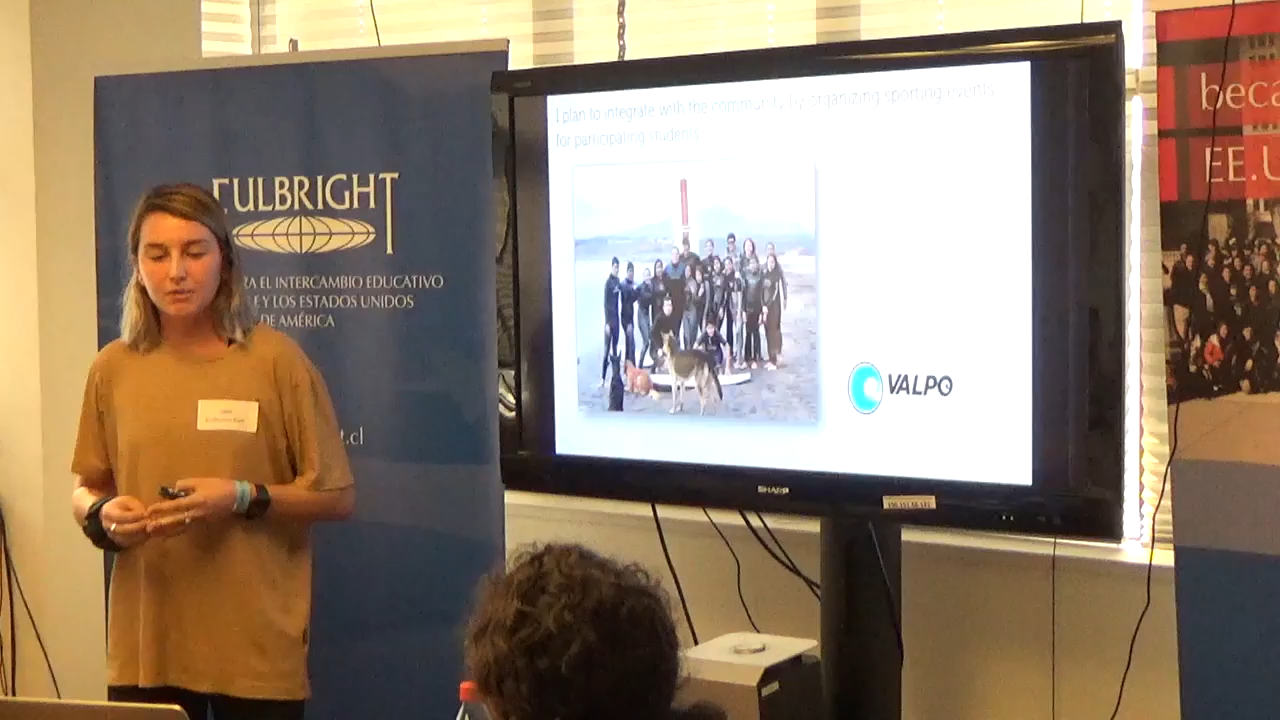 FULBRIGHT
RA EL INTERCAMBIO EDUCATIVO
E Y LOS ESTADOS UNIDOS
DE AMÉRICA
t.cl
I plan to integrate with the community by organizing sporting events
for participating students
VALPO
SHARP
beca
EE.U